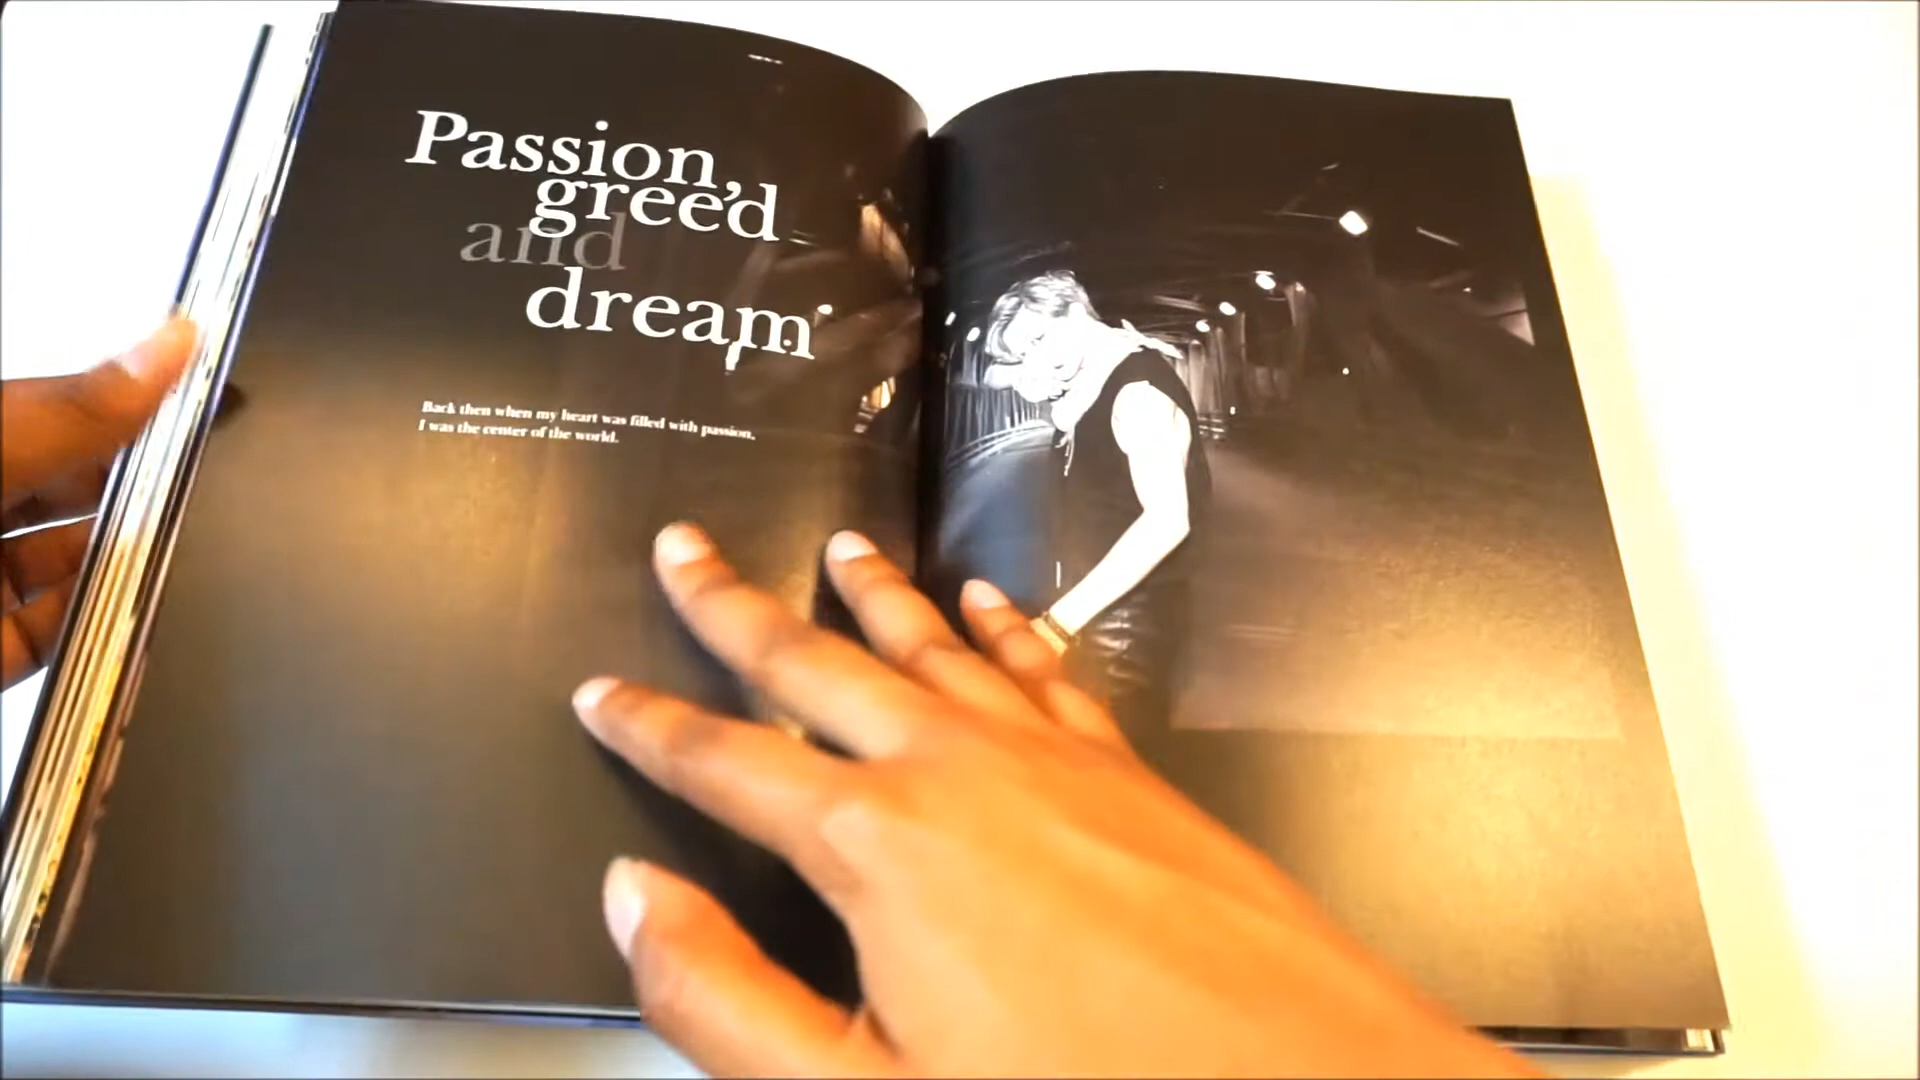 Passion,
greed
and
dream
Back then when my heart was filled with passion,
I was the center of the world.